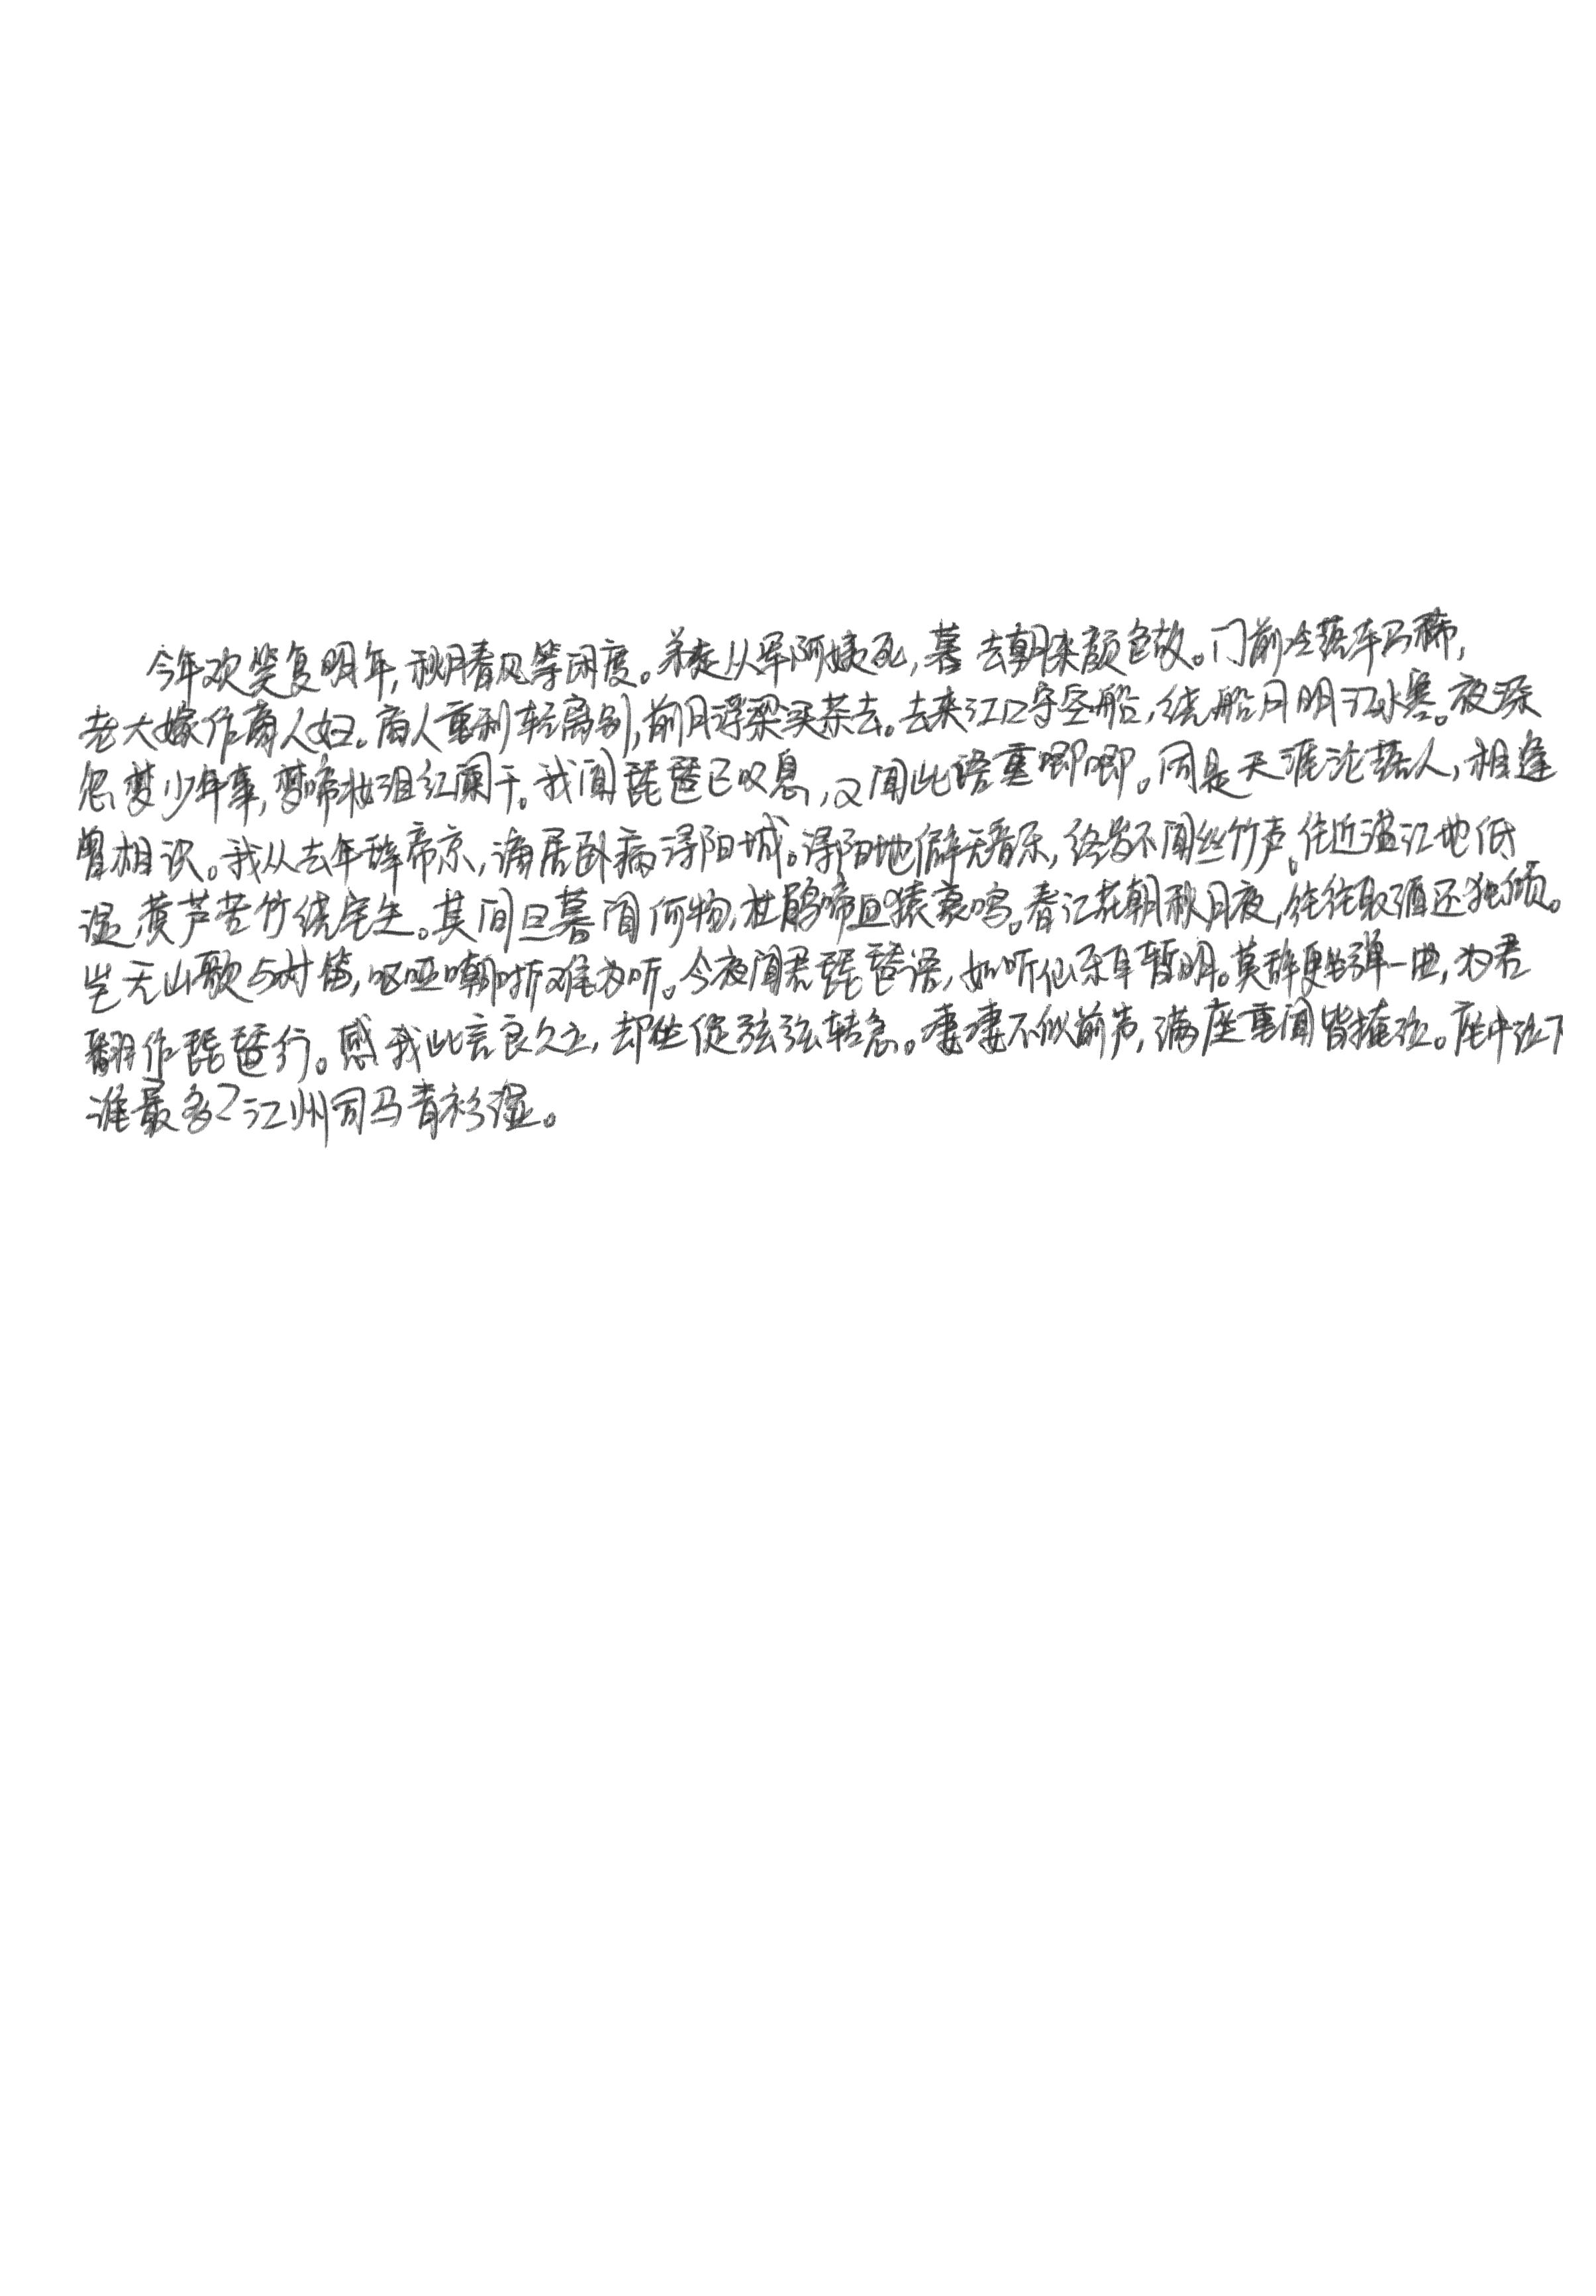 今年欢笑复明年，秋月春风等闲度。弟走从军阿姨死，暮去朝来颜色故。门前冷落车马稀，
老大嫁作商人妇。商人重利轻离别，前月浮梁买茶去。去来江口守空船，绕船月明江水寒。夜深
忽梦少年事，梦啼妆泪红阑干。我闻琵琶已叹息，又闻此语重唧唧。同是天涯沦落人，相逢
曾相识。我从去年辞帝京，谪居卧病浔阳城。浔阳地僻无音乐，终岁不闻丝竹声。住近湓江地低
湿，黄芦苦竹绕宅生。其间旦暮闻何物，杜鹃啼血猿哀鸣。春江花朝秋月夜，往往取酒还独倾。
岂无山歌与村笛，呕哑嘲哳难为听。今夜闻君琵琶语，如听仙乐耳暂明。莫辞更坐弹一曲，为君
翻作琵琶行。感我此言良久立，却坐促弦弦转急。凄凄不似前声，满座重闻皆掩泣。座中泣下
谁最多？江州司马青衫湿。